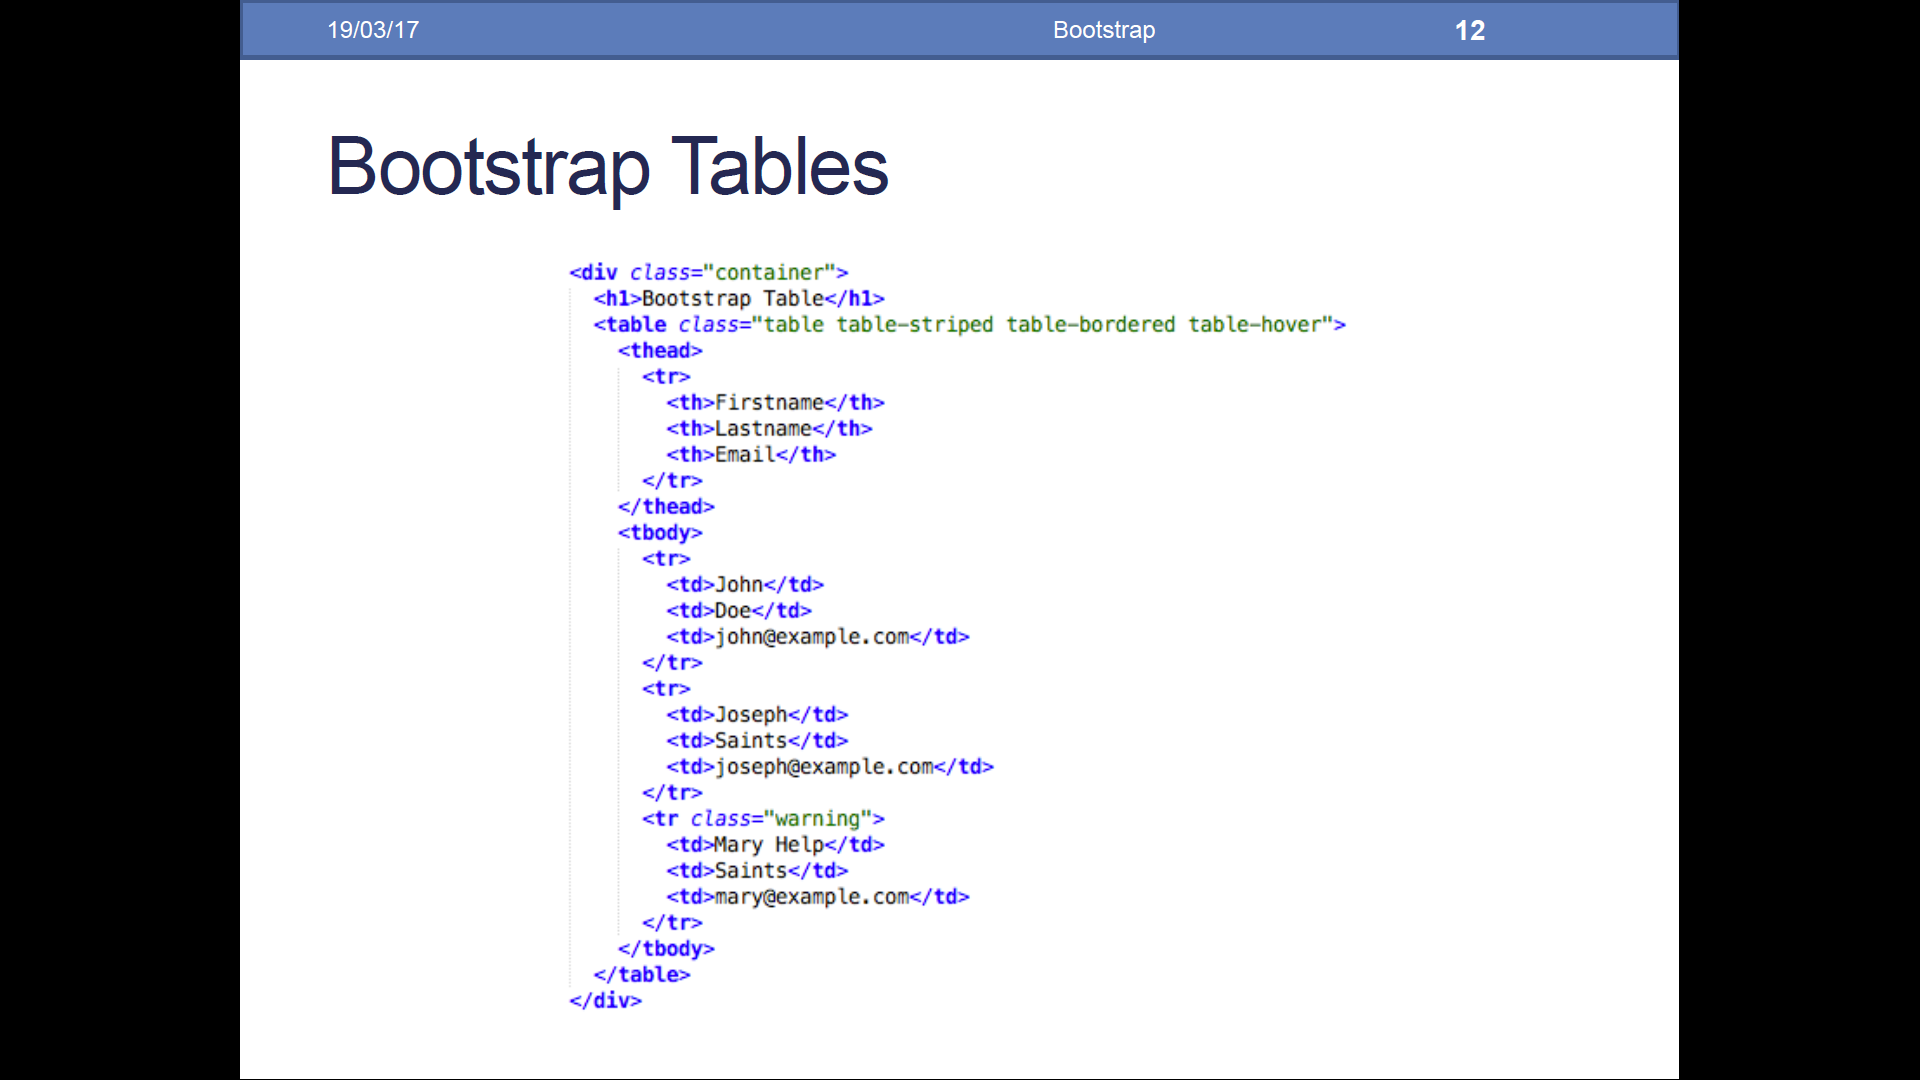 19/03/17 Bootstrap 12
Bootstrap Tables
<div class="container">
<h1>Bootstrap Table</h1>
<table class="table table-striped table-bordered table-hover">
<thead>
<tr>
<th>Firstname</th>
<th>Lastname</th>
<th>Email</th>
</tr>
</thead>
<tbody>
<tr>
<td>John</td>
<td>Doe</td>
<td>john@example.com</td>
</tr>
<tr>
<td>Joseph</td>
<td>Saints</td>
<td>joseph@example.com</td>
</tr>
<tr class="warning">
<td>Mary Help</td>
<td>Saints</td>
<td>mary@example.com</td>
</tr>
</tbody>
</table>
</div>